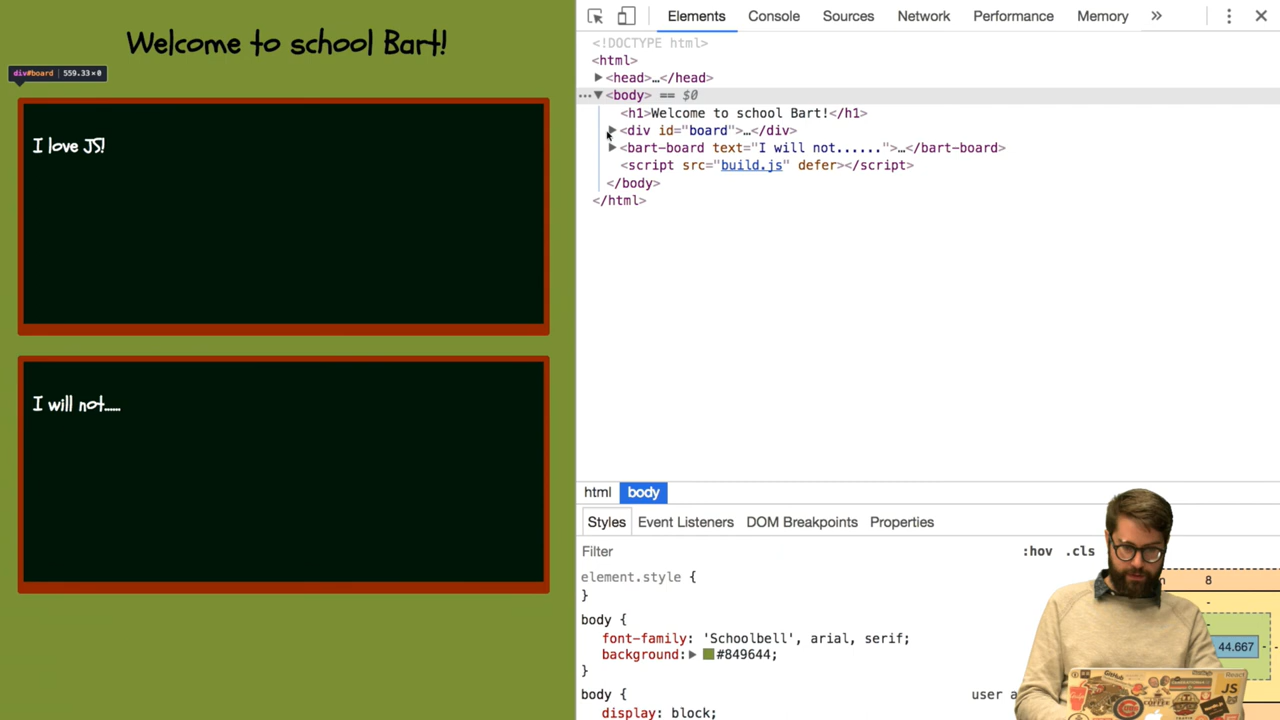 Welcome to school Bart!
div#board | 559.33×0
I love JS!
I will not......
Elements Console Sources Network Performance Memory »
<!DOCTYPE html>
<html>
<head>…</head>
<body> == $0
<h1>Welcome to school Bart!</h1>
<div id="board">…</div>
<bart-board text="I will not......">…</bart-board>
<script src="build.js" defer></script>
</body>
</html>
html body
Styles Event Listeners DOM Breakpoints Properties
Filter :hov .cls
element.style {
}
body {
font-family: 'Schoolbell', arial, serif;
background: #849644;
}
body { user a
display: block;
8
-
44.667 - -
GitHub
JS